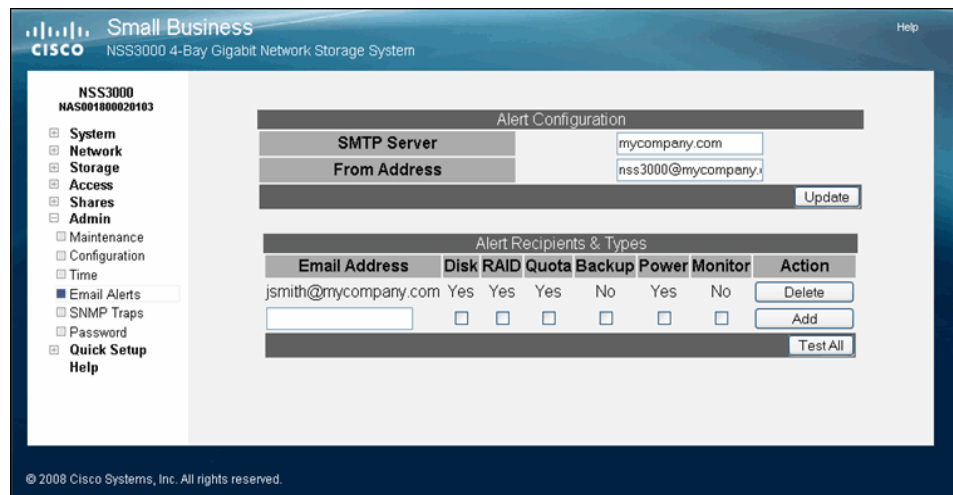 Small Business
Help
CISCO
NSS3000 4-Bay Gigabit Network Storage System
NSS3000
NAS001800020103
System
Network
Storage
Access
Shares
Admin
Maintenance
Configuration
Time
Email Alerts
SNMP Traps
Password
Quick Setup
Help
Alert Configuration
SMTP Server mycompany.com
From Address nss3000@mycompany.
Update
Alert Recipients & Types
Email Address Disk RAID Quota Backup Power Monitor Action
jsmith@mycompany.com Yes Yes Yes No Yes No Delete
Add
Test All
© 2008 Cisco Systems, Inc. All rights reserved.